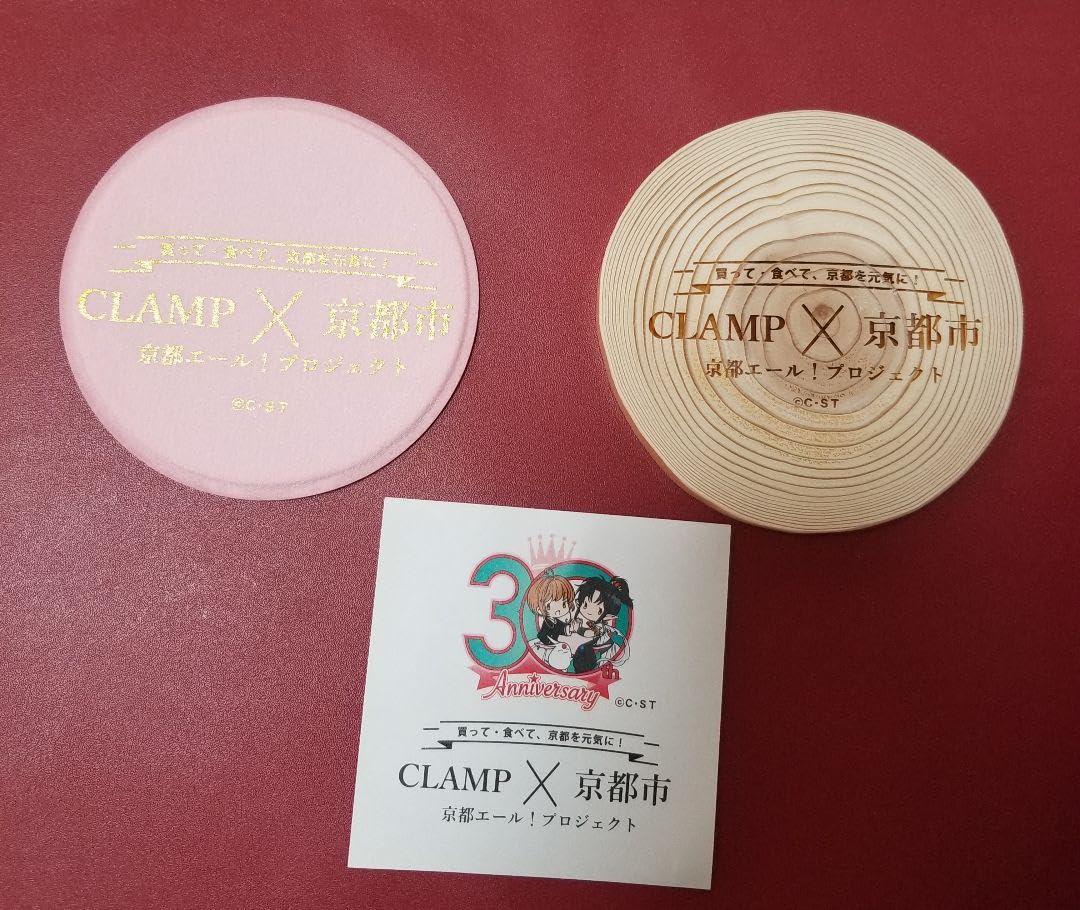 買って・食べて、京都を元気に！
CLAMP × 京都市
京都エール！プロジェクト
©C・ST
買って・食べて、京都を元気に！
CLAMP × 京都市
京都エール！プロジェクト
©C・ST
30th
Anniversary
©C・ST
買って・食べて、京都を元気に！
CLAMP × 京都市
京都エール！プロジェクト